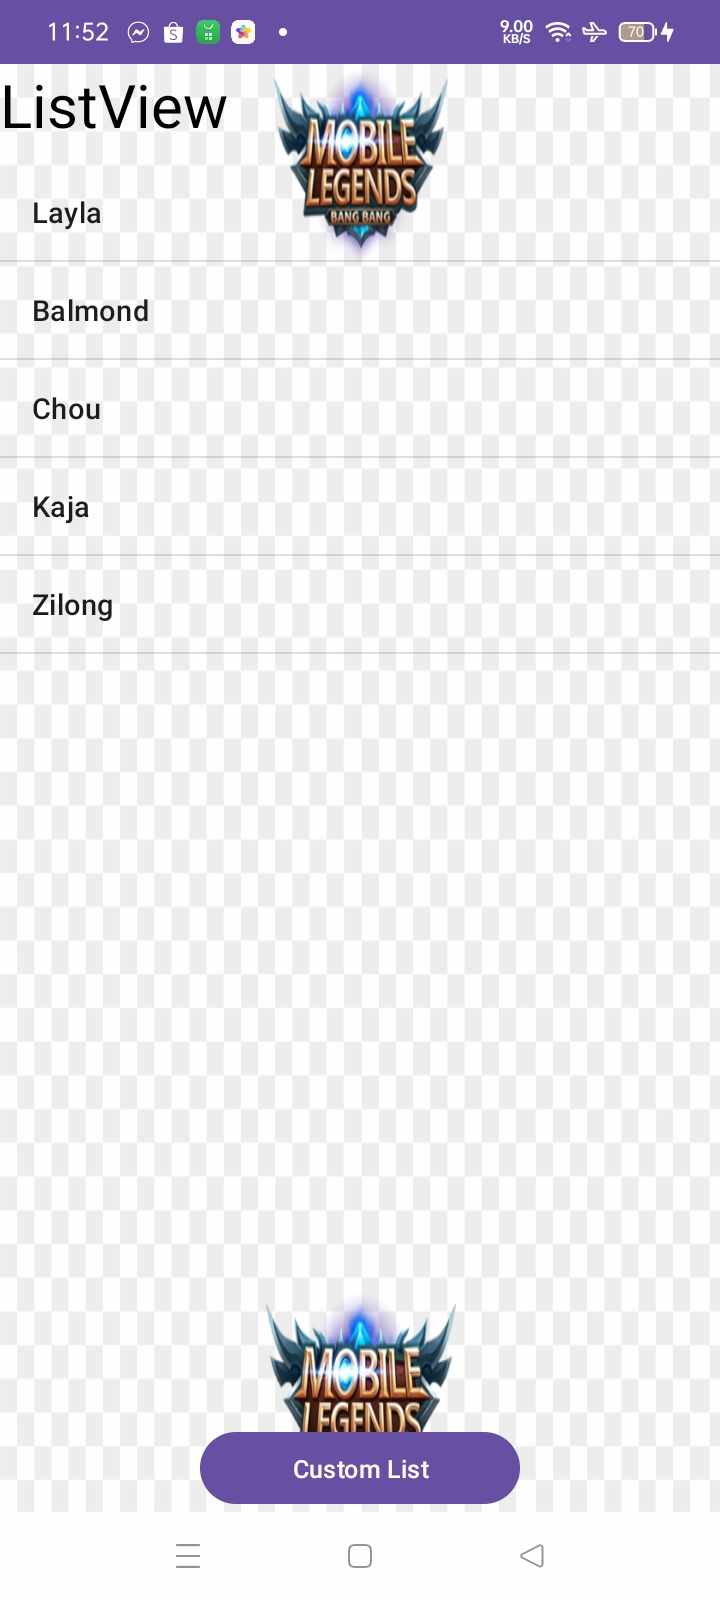 11:52
9.00
KB/S
70
ListView
MOBILE
LEGENDS
BANG BANG
Layla
Balmond
Chou
Kaja
Zilong
MOBILE
LEGENDS
Custom List